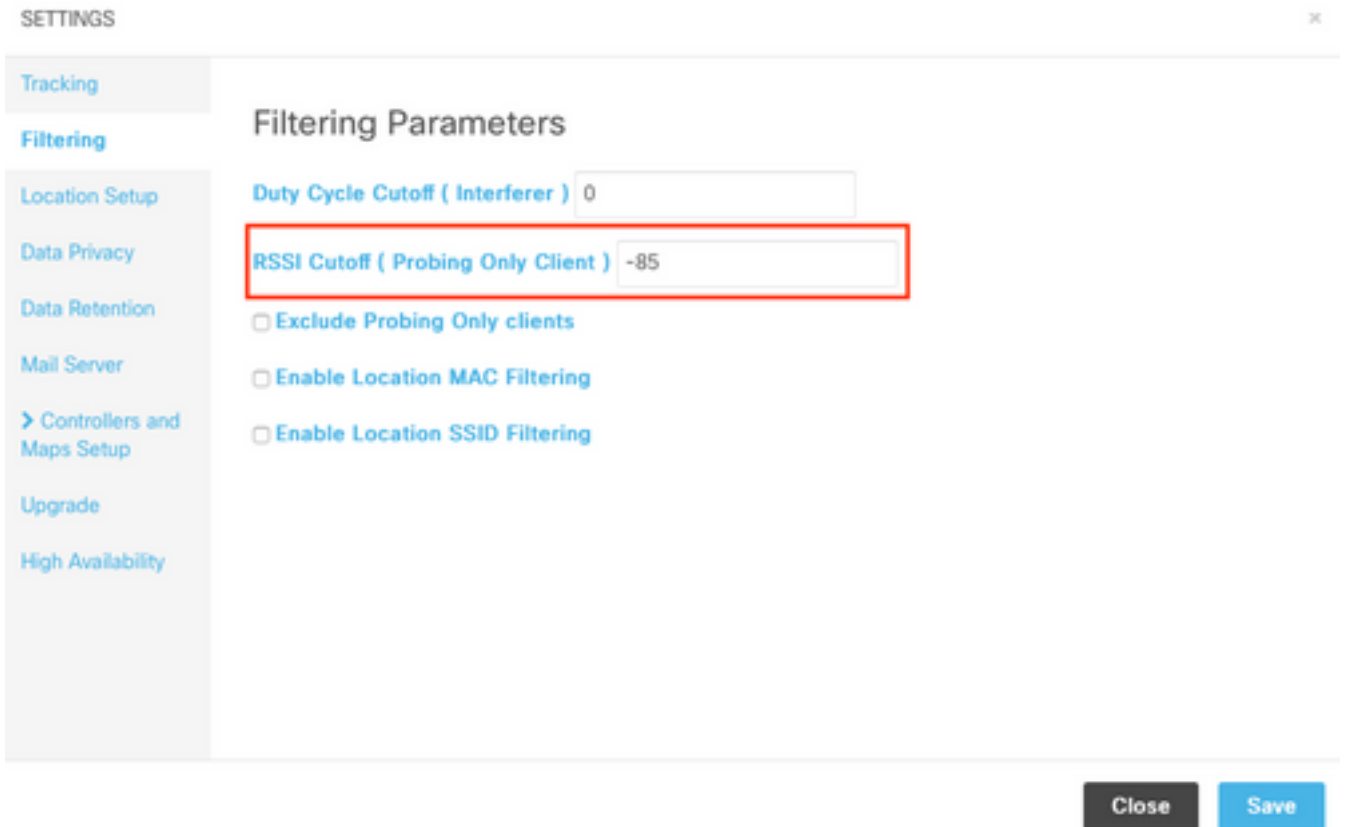 SETTINGS
×
Tracking
Filtering
Location Setup
Data Privacy
Data Retention
Mail Server
Controllers and
Maps Setup
Upgrade
High Availability
Filtering Parameters
Duty Cycle Cutoff ( Interferer ) 0
RSSI Cutoff ( Probing Only Client ) -85
Exclude Probing Only clients
Enable Location MAC Filtering
Enable Location SSID Filtering
Close Save